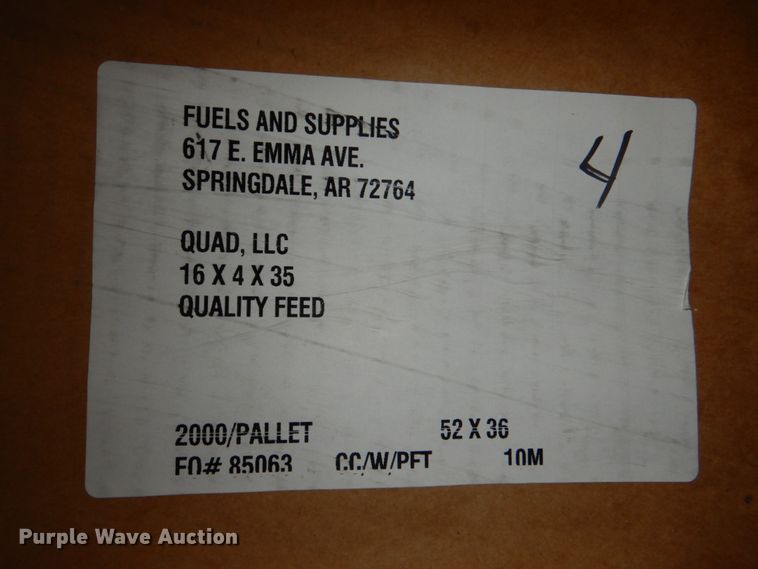 FUELS AND SUPPLIES
617 E. EMMA AVE.
SPRINGDALE, AR 72764
4
QUAD, LLC
16 X 4 X 35
QUALITY FEED
2000/PALLET 52 X 36
FO# 85063 CC/W/PFT 10M
Purple Wave Auction